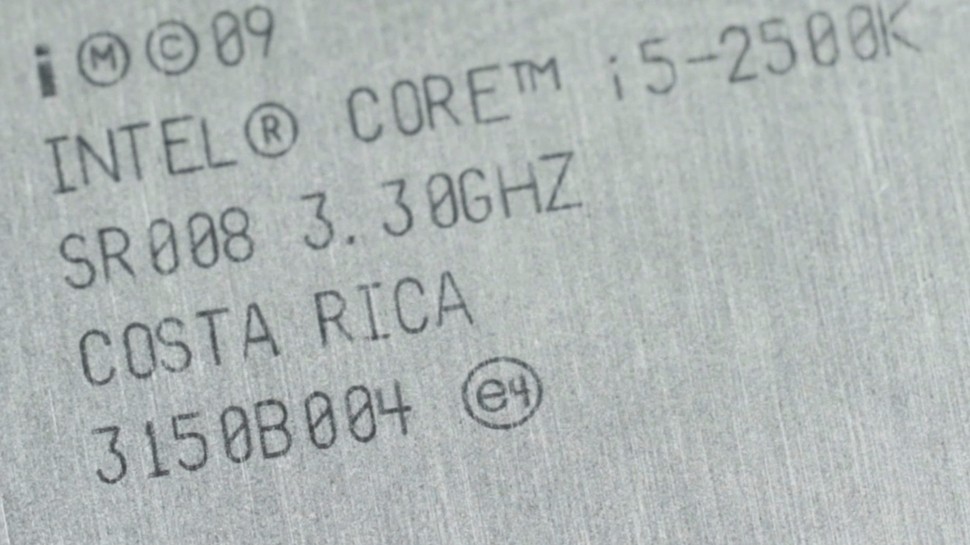 i Ⓜ © 09
INTEL® CORE™ i5-2500K
SR008 3.30GHZ
COSTA RICA
3150B004 e4